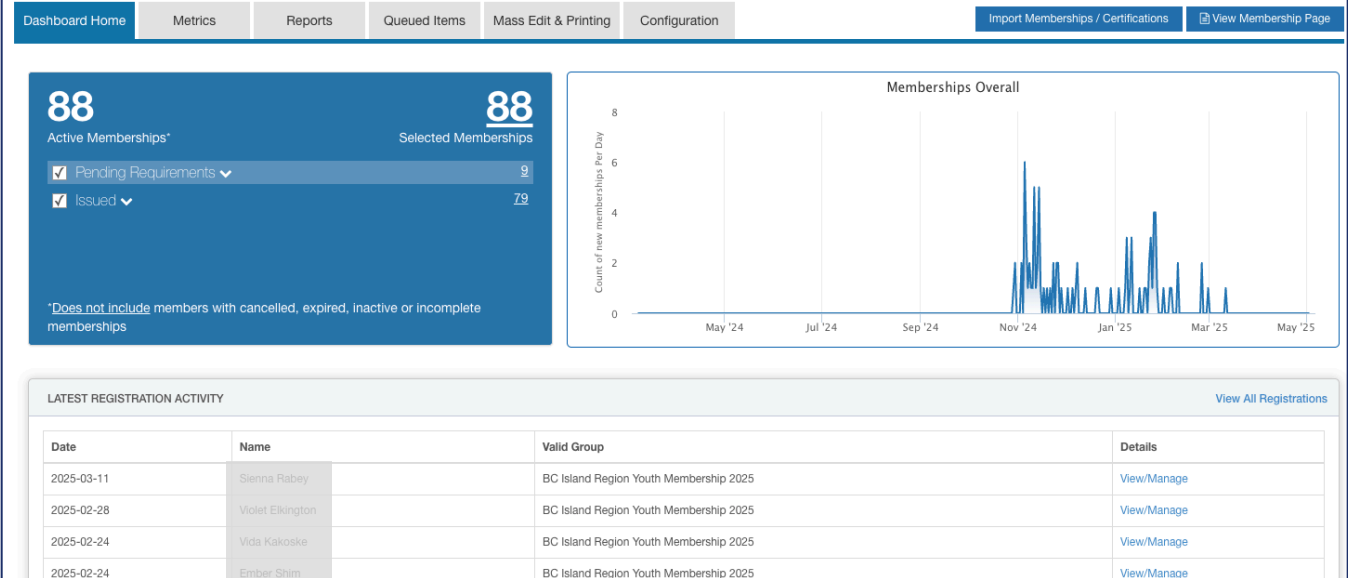 Dashboard Home
Metrics
Reports
Queued Items
Mass Edit & Printing
Configuration
Import Memberships / Certifications
View Membership Page
88
Active Memberships*
88
Selected Memberships
Pending Requirements
9
Issued
79
*Does not include members with cancelled, expired, inactive or incomplete
memberships
Memberships Overall
Count of new memberships Per Day
8
6
4
2
0
May '24
Jul '24
Sep '24
Nov '24
Jan '25
Mar '25
May '25
LATEST REGISTRATION ACTIVITY
View All Registrations
Date Name Valid Group Details
2025-03-11 Sienna Rabey BC Island Region Youth Membership 2025 View/Manage
2025-02-28 Violet Elkington BC Island Region Youth Membership 2025 View/Manage
2025-02-24 Vida Kakoske BC Island Region Youth Membership 2025 View/Manage
2025-02-24 Ember Shim BC Island Region Youth Membership 2025 View/Manage